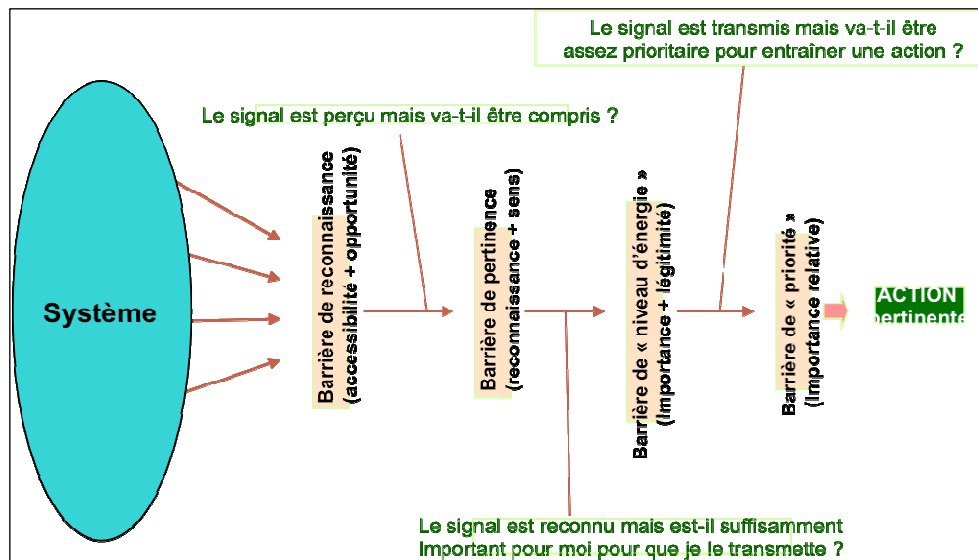 Le signal est transmis mais va-t-il être
assez prioritaire pour entraîner une action ?
Le signal est perçu mais va-t-il être compris ?
Système
Barrière de reconnaissance
(accessibilité + opportunité)
Barrière de pertinence
(reconnaissance + sens)
Barrière de « niveau d'énergie »
(Importance + légitimité)
Barrière de « priorité »
(Importance relative)
ACTION
pertinente
Le signal est reconnu mais est-il suffisamment
Important pour moi pour que je le transmette ?